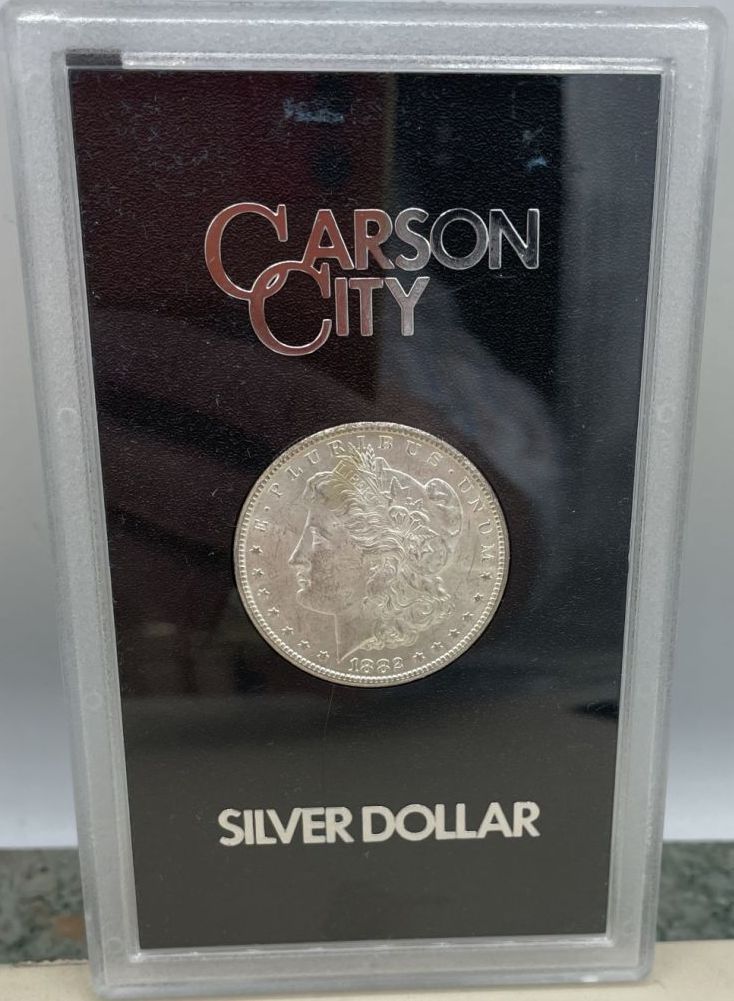 CARSON
CITY
E · PLURIBUS · UNUM
1882
SILVER DOLLAR